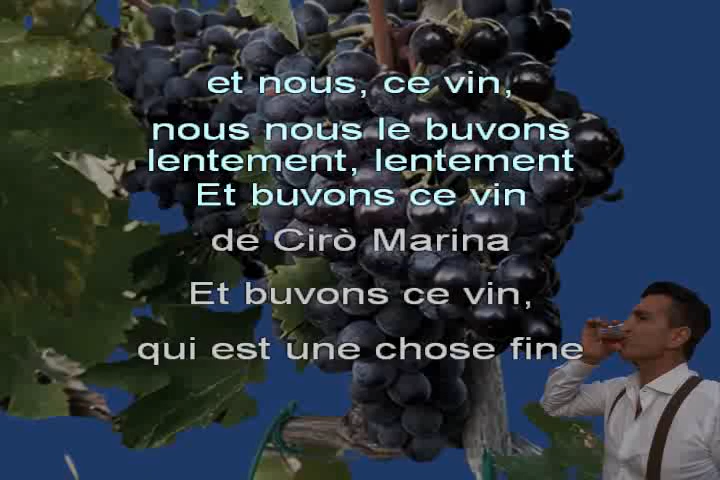 et nous, ce vin,
nous nous le buvons
lentement, lentement
Et buvons ce vin
de Cirò Marina
Et buvons ce vin,
qui est une chose fine